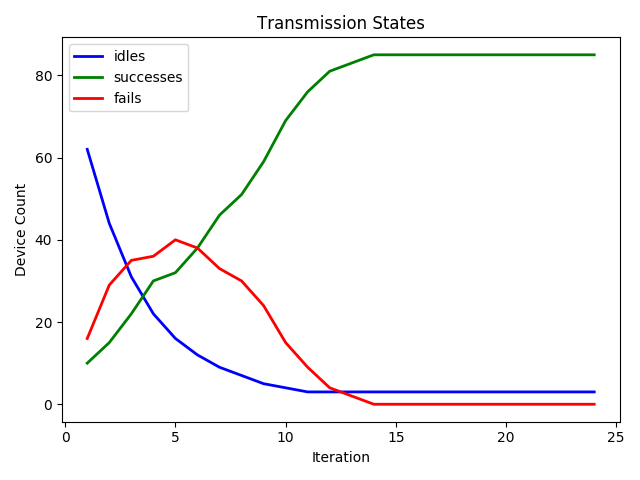 Transmission States
idles
successes
fails
Device Count
80
60
40
20
0
0 5 10 15 20 25
Iteration